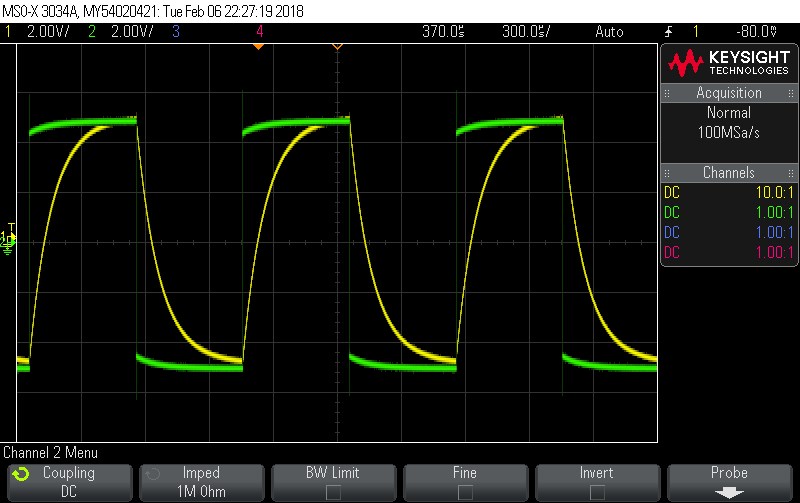 MSO-X 3034A, MY54020421: Tue Feb 06 22:27:19 2018
1 2.00V/ 2 2.00V/ 3 4 370.0s 300.0s/ Auto 1 -80.0V
KEYSIGHT
TECHNOLOGIES
Acquisition
Normal
100MSa/s
Channels
DC 10.0:1
DC 1.00:1
DC 1.00:1
DC 1.00:1
T
1
2
Channel 2 Menu
Coupling
DC
Imped
1M Ohm
BW Limit
Fine
Invert
Probe